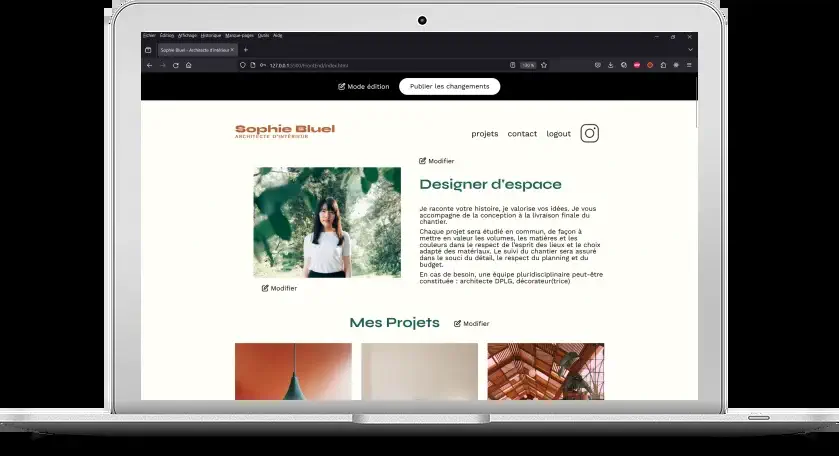 Fichier Édition Affichage Historique Marque-pages Outils Aide
Sophie Bluel - Architecte d'intérieur
127.0.0.1:5500/FrontEnd/index.html
Mode édition Publier les changements
Sophie Bluel
ARCHITECTE D'INTÉRIEUR
projets contact logout
Modifier
Designer d'espace
Je raconte votre histoire, je valorise vos idées. Je vous
accompagne de la conception à la livraison finale du
chantier.
Chaque projet sera étudié en commun, de façon à
mettre en valeur les volumes, les matières et les
couleurs dans le respect de l'esprit des lieux et le choix
adapté des matériaux. Le suivi du chantier sera assuré
dans le souci du détail, le respect du planning et du
budget.
En cas de besoin, une équipe pluridisciplinaire peut-être
constituée : architecte DPLG, décorateur(trice)
Modifier
Mes Projets
Modifier